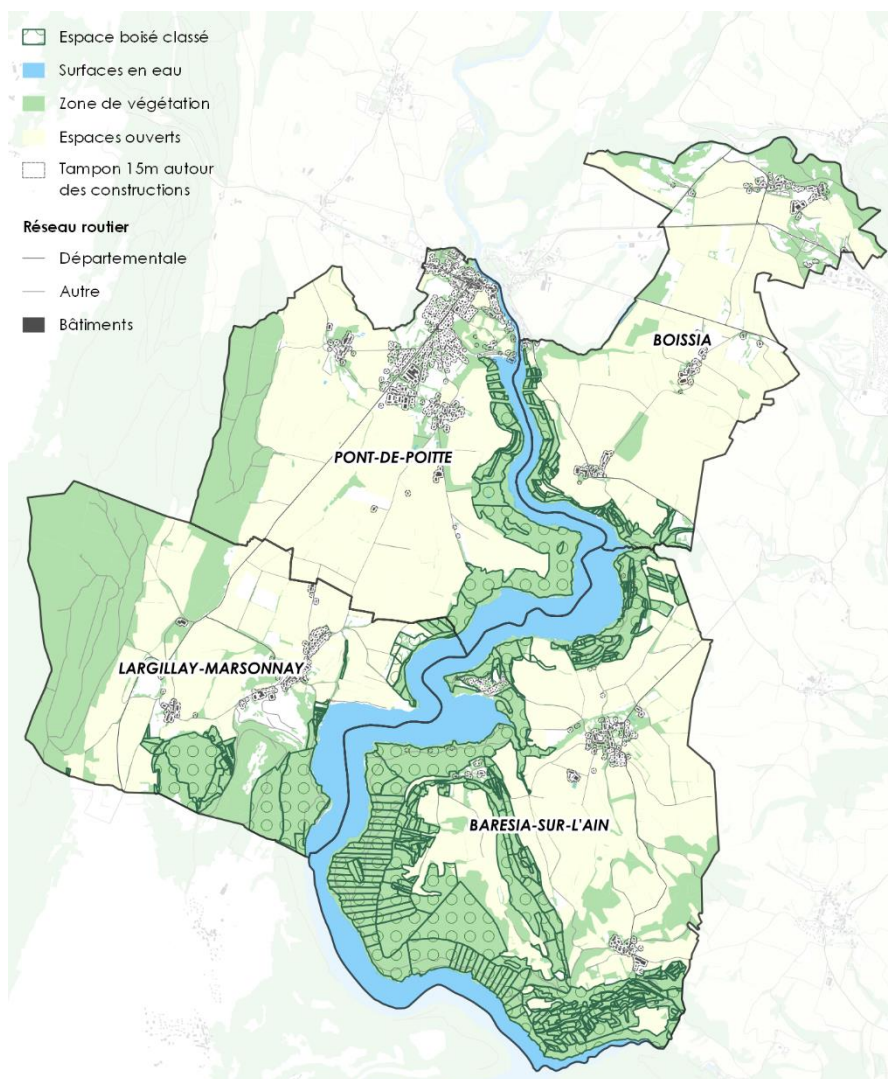 Espace boisé classé
Surfaces en eau
Zone de végétation
Espaces ouverts
Tampon 15m autour
des constructions
Réseau routier
Départementale
Autre
Bâtiments
BOISSIA
PONT-DE-POITTE
LARGILLAY-MARSONNAY
BARESIA-SUR-L'AIN